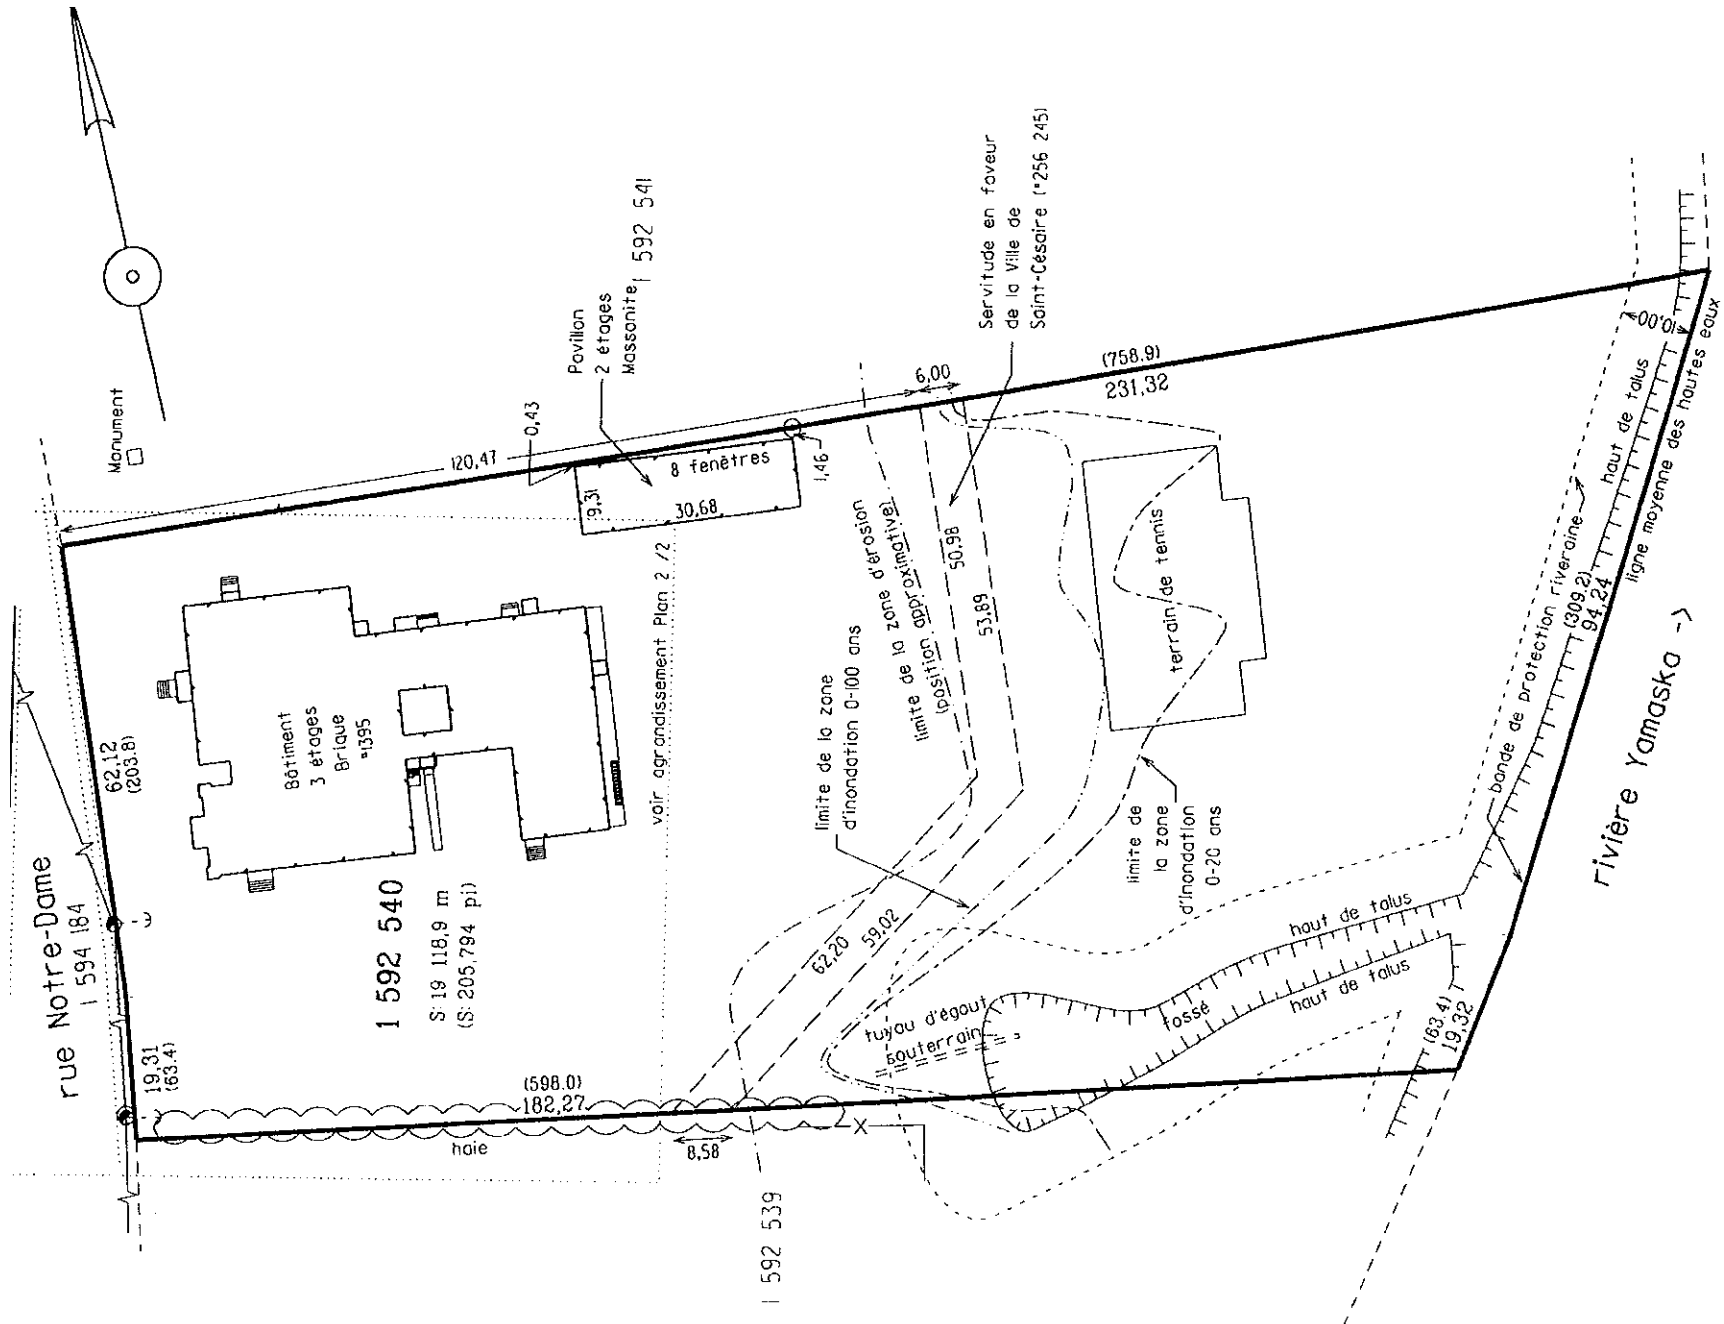 Monument
rue Notre-Dame
1 594 184
62,12
(203.8)
19,31
(63.4)
120,47
0,43
Pavillon
2 étages
Massonite
1 592 541
8 fenêtres
9,31
30,68
1,46
Bâtiment
3 étages
Brique
#1395
voir agrandissement Plan 2 /2
1 592 540
S: 19 118,9 m
(S: 205,794 pi)
(598.0)
182,27
haie
8,58
X
1 592 539
6,00
Servitude en faveur
de la Ville de
Saint-Césaire (#256 245)
(758.9)
231,32
limite de la zone d'érosion
(position approximative)
50,98
53,89
limite de la zone
d'inondation 0-100 ans
terrain de tennis
limite de
la zone
d'inondation
0-20 ans
62,20
59,02
tuyau d'égout
souterrain
fossé
haut de talus
haut de talus
(63.4)
19,32
bande de protection riveraine
(309.2)
94,24
haut de talus
10,00
ligne moyenne des hautes eaux
rivière Yamaska ->